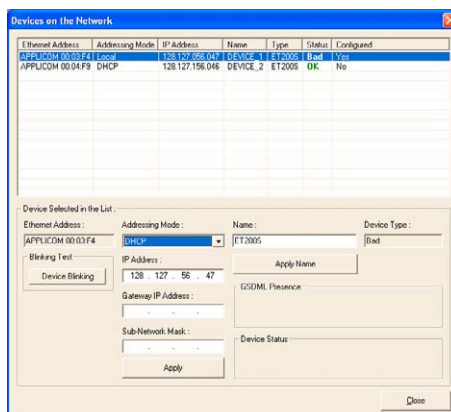 Devices on the Network
Ethernet Address Addressing Mode IP Address Name Type Status Configured
APPLICOM 00:03:F4 Local 128.127.056.047 DEVICE_1 ET200S Bad Yes
APPLICOM 00:04:F9 DHCP 128.127.156.046 DEVICE_2 ET200S OK No
Device Selected in the List :
Ethernet Address : Addressing Mode : Name : Device Type :
APPLICOM 00:03:F4 DHCP ET200S Bad
Blinking Test IP Address :
Device Blinking 128 . 127 . 56 . 47 Apply Name
Gateway IP Address : GSDML Presence
. . .
Sub-Network Mask : Device Status
. . .
Apply
Close